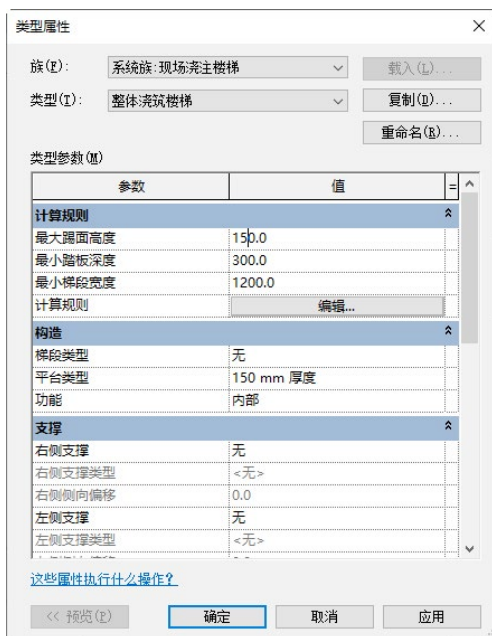 类型属性
族(F): 系统族:现场浇注楼梯 载入(L)...
类型(T): 整体浇筑楼梯 复制(D)...
重命名(R)...
类型参数(M)
参数 值 =
计算规则
最大踢面高度 150.0
最小踏板深度 300.0
最小梯段宽度 1200.0
计算规则 编辑...
构造
梯段类型 无
平台类型 150 mm 厚度
功能 内部
支撑
右侧支撑 无
右侧支撑类型 <无>
右侧侧向偏移 0.0
左侧支撑 无
左侧支撑类型 <无>
这些属性执行什么操作?
<< 预览(P) 确定 取消 应用